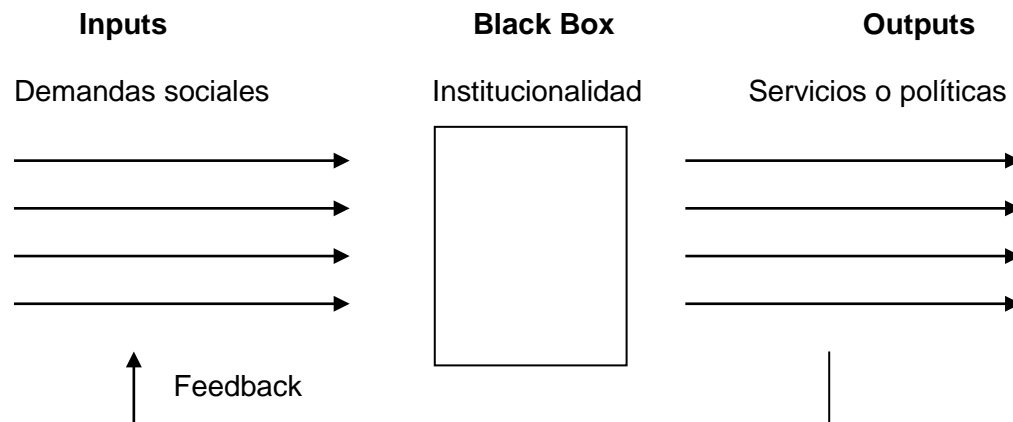 Inputs Black Box Outputs
Demandas sociales Institucionalidad Servicios o políticas
Feedback